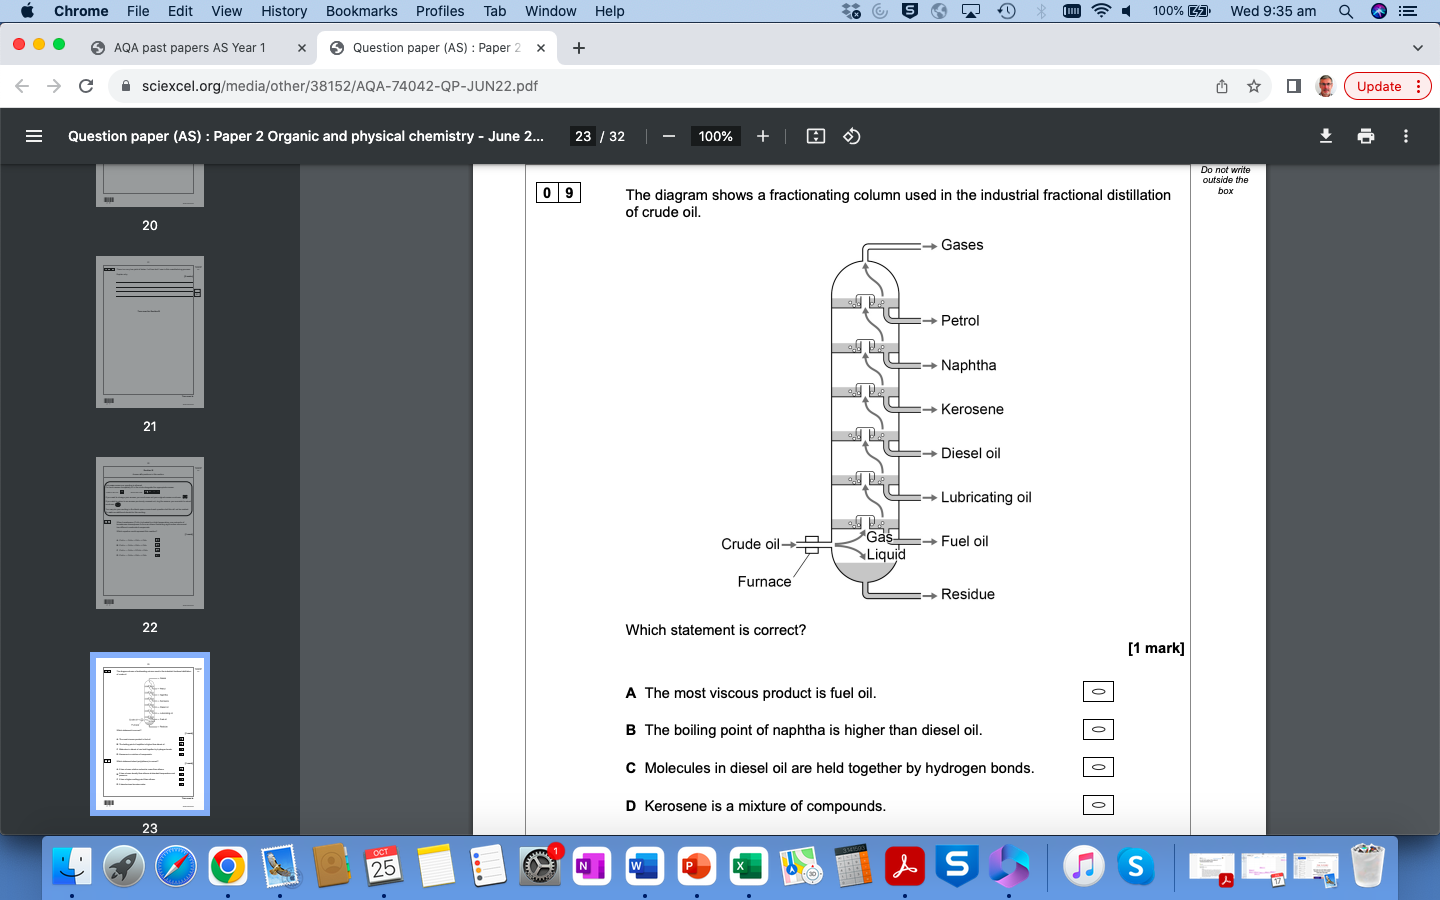 Chrome File Edit View History Bookmarks Profiles Tab Window Help 100% Wed 9:35 am
AQA past papers AS Year 1
Question paper (AS) : Paper 2
sciexcel.org/media/other/38152/AQA-74042-QP-JUN22.pdf
Update
Question paper (AS) : Paper 2 Organic and physical chemistry - June 2...
23 / 32
100%
20
21
22
23
Do not write
outside the
box
0 9
The diagram shows a fractionating column used in the industrial fractional distillation
of crude oil.
Gases
Petrol
Naphtha
Kerosene
Diesel oil
Lubricating oil
Gas
Crude oil
Fuel oil
Liquid
Furnace
Residue
Which statement is correct?
[1 mark]
A The most viscous product is fuel oil.
B The boiling point of naphtha is higher than diesel oil.
C Molecules in diesel oil are held together by hydrogen bonds.
D Kerosene is a mixture of compounds.
OCT
25
1
N
W
P
X
S
S
17